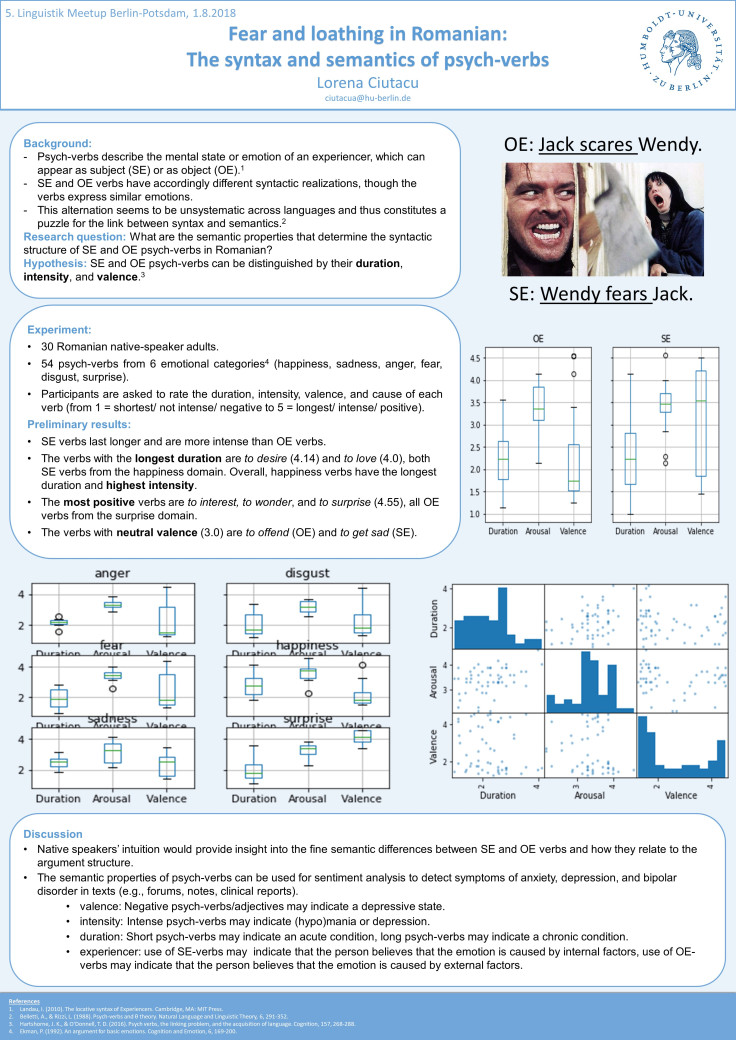 5. Linguistik Meetup Berlin-Potsdam, 1.8.2018
Fear and loathing in Romanian:
The syntax and semantics of psych-verbs
Lorena Ciutacu
ciutacua@hu-berlin.de
HUMBOLDT-UNIVERSITÄT ZU BERLIN
Background:
- Psych-verbs describe the mental state or emotion of an experiencer, which can
appear as subject (SE) or as object (OE).1
- SE and OE verbs have accordingly different syntactic realizations, though the
verbs express similar emotions.
- This alternation seems to be unsystematic across languages and thus constitutes a
puzzle for the link between syntax and semantics.2
Research question: What are the semantic properties that determine the syntactic
structure of SE and OE psych-verbs in Romanian?
Hypothesis: SE and OE psych-verbs can be distinguished by their duration,
intensity, and valence.3
OE: Jack scares Wendy.
SE: Wendy fears Jack.
Experiment:
• 30 Romanian native-speaker adults.
• 54 psych-verbs from 6 emotional categories4 (happiness, sadness, anger, fear,
disgust, surprise).
• Participants are asked to rate the duration, intensity, valence, and cause of each
verb (from 1 = shortest/ not intense/ negative to 5 = longest/ intense/ positive).
Preliminary results:
• SE verbs last longer and are more intense than OE verbs.
• The verbs with the longest duration are to desire (4.14) and to love (4.0), both
SE verbs from the happiness domain. Overall, happiness verbs have the longest
duration and highest intensity.
• The most positive verbs are to interest, to wonder, and to surprise (4.55), all OE
verbs from the surprise domain.
• The verbs with neutral valence (3.0) are to offend (OE) and to get sad (SE).
OE SE
4.5
4.0
3.5
3.0
2.5
2.0
1.5
1.0
Duration Arousal Valence Duration Arousal Valence
anger disgust
4
2
Duration Arousal Valence Duration Arousal Valence
fear happiness
4
2
Duration Arousal Valence Duration Arousal Valence
sadness surprise
4
2
Duration Arousal Valence Duration Arousal Valence
Duration
4
2
Arousal
4
3
Valence
4
2
2 4 3 4 2 4
Duration Arousal Valence
Discussion
• Native speakers' intuition would provide insight into the fine semantic differences between SE and OE verbs and how they relate to the
argument structure.
• The semantic properties of psych-verbs can be used for sentiment analysis to detect symptoms of anxiety, depression, and bipolar
disorder in texts (e.g., forums, notes, clinical reports).
• valence: Negative psych-verbs/adjectives may indicate a depressive state.
• intensity: Intense psych-verbs may indicate (hypo)mania or depression.
• duration: Short psych-verbs may indicate an acute condition, long psych-verbs may indicate a chronic condition.
• experiencer: use of SE-verbs may indicate that the person believes that the emotion is caused by internal factors, use of OE-
verbs may indicate that the person believes that the emotion is caused by external factors.
References
1. Landau, I. (2010). The locative syntax of Experiencers. Cambridge, MA: MIT Press.
2. Belletti, A., & Rizzi, L. (1988). Psych-verbs and θ theory. Natural Language and Linguistic Theory, 6, 291-352.
3. Hartshorne, J. K., & O'Donnell, T. D. (2016). Psych verbs, the linking problem, and the acquisition of language. Cognition, 157, 268-288.
4. Ekman, P. (1992). An argument for basic emotions. Cognition and Emotion, 6, 169-200.